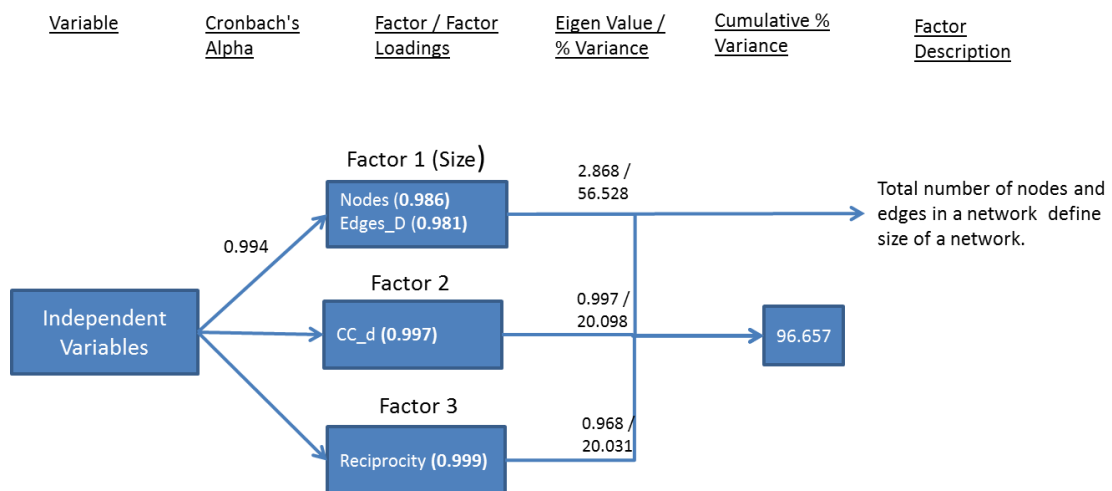 Variable
Cronbach's
Alpha
Factor / Factor
Loadings
Eigen Value /
% Variance
Cumulative %
Variance
Factor
Description
Factor 1 (Size)
Nodes (0.986)
Edges_D (0.981)
2.868 /
56.528
Total number of nodes and
edges in a network define
size of a network.
0.994
Factor 2
Independent
Variables
CC_d (0.997)
0.997 /
20.098
96.657
Factor 3
Reciprocity (0.999)
0.968 /
20.031